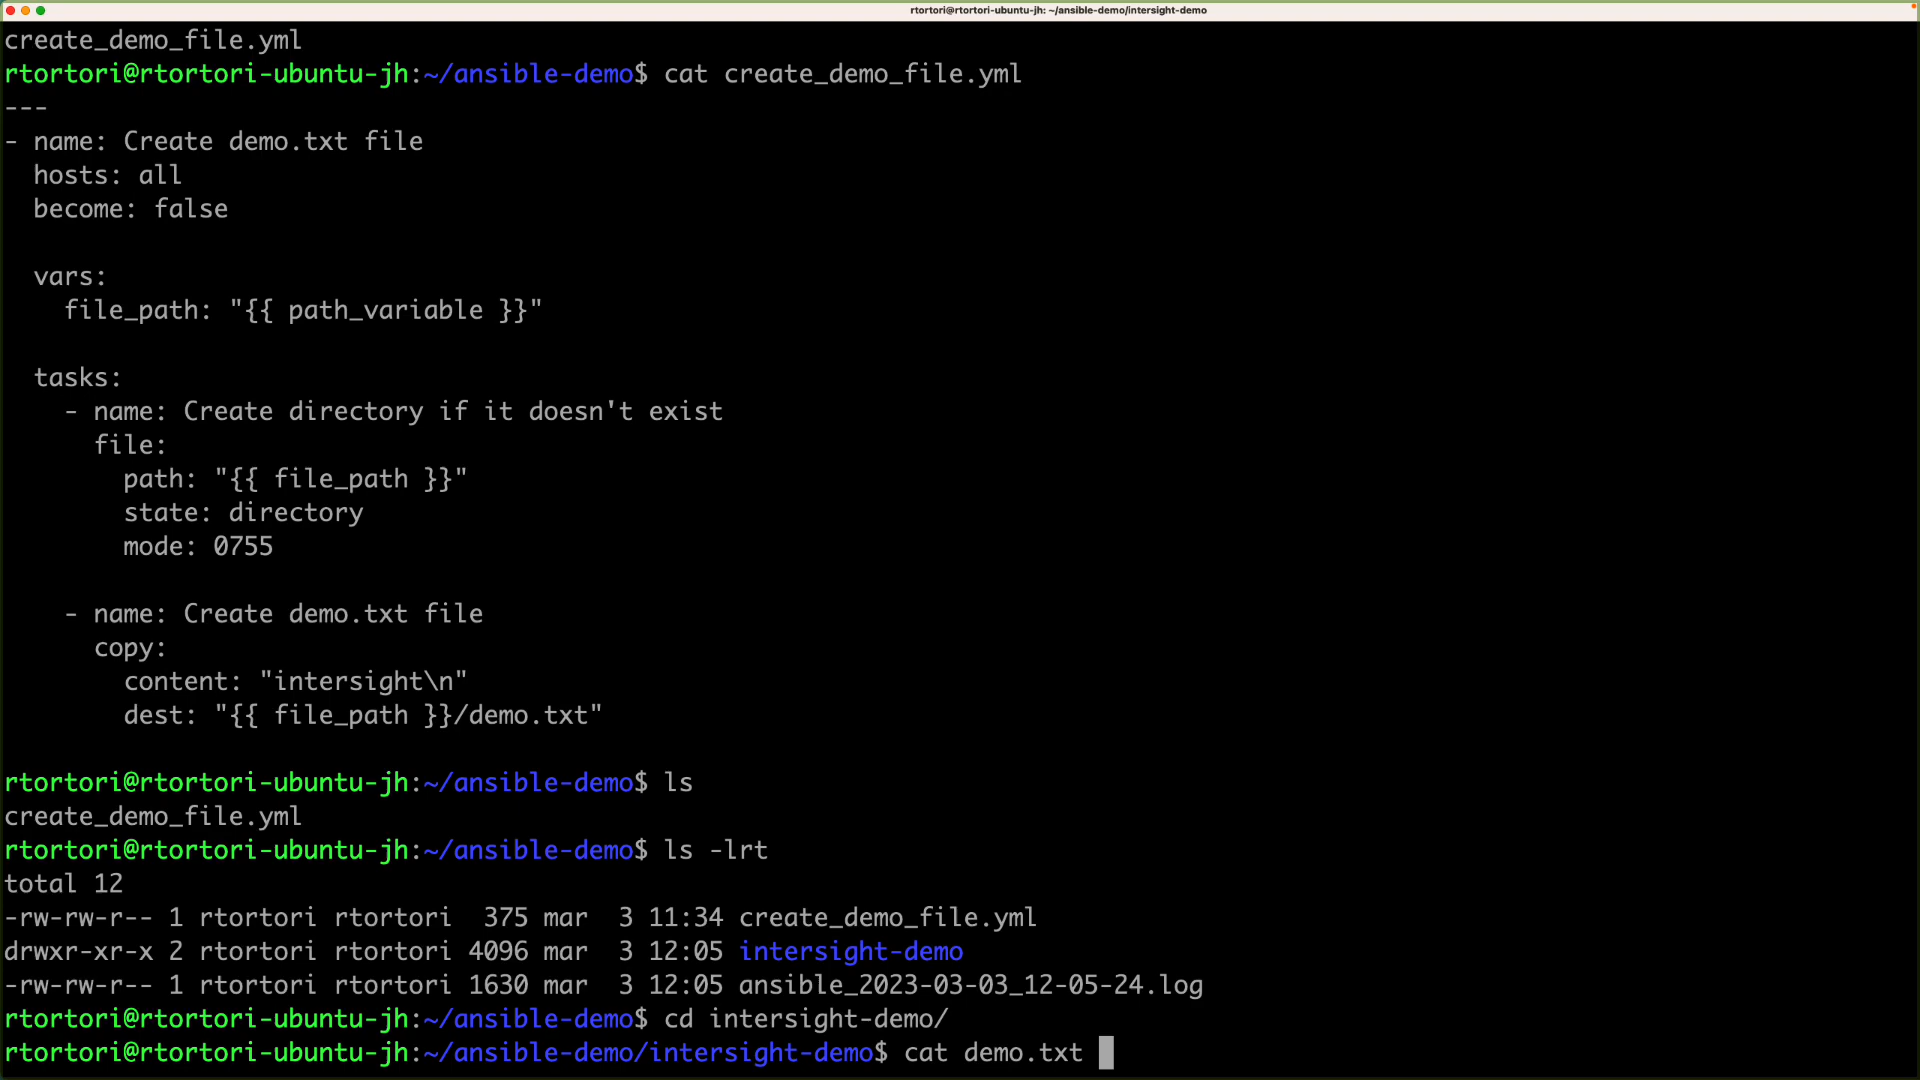 rtortori@rtortori-ubuntu-jh: ~/ansible-demo/intersight-demo
create_demo_file.yml
rtortori@rtortori-ubuntu-jh:~/ansible-demo$ cat create_demo_file.yml
---
- name: Create demo.txt file
  hosts: all
  become: false
  vars:
    file_path: "{{ path_variable }}"
  tasks:
    - name: Create directory if it doesn't exist
      file:
        path: "{{ file_path }}"
        state: directory
        mode: 0755
    - name: Create demo.txt file
      copy:
        content: "intersight\n"
        dest: "{{ file_path }}/demo.txt"
rtortori@rtortori-ubuntu-jh:~/ansible-demo$ ls
create_demo_file.yml
rtortori@rtortori-ubuntu-jh:~/ansible-demo$ ls -lrt
total 12
-rw-rw-r-- 1 rtortori rtortori  375 mar  3 11:34 create_demo_file.yml
drwxr-xr-x 2 rtortori rtortori 4096 mar  3 12:05 intersight-demo
-rw-rw-r-- 1 rtortori rtortori 1630 mar  3 12:05 ansible_2023-03-03_12-05-24.log
rtortori@rtortori-ubuntu-jh:~/ansible-demo$ cd intersight-demo/
rtortori@rtortori-ubuntu-jh:~/ansible-demo/intersight-demo$ cat demo.txt